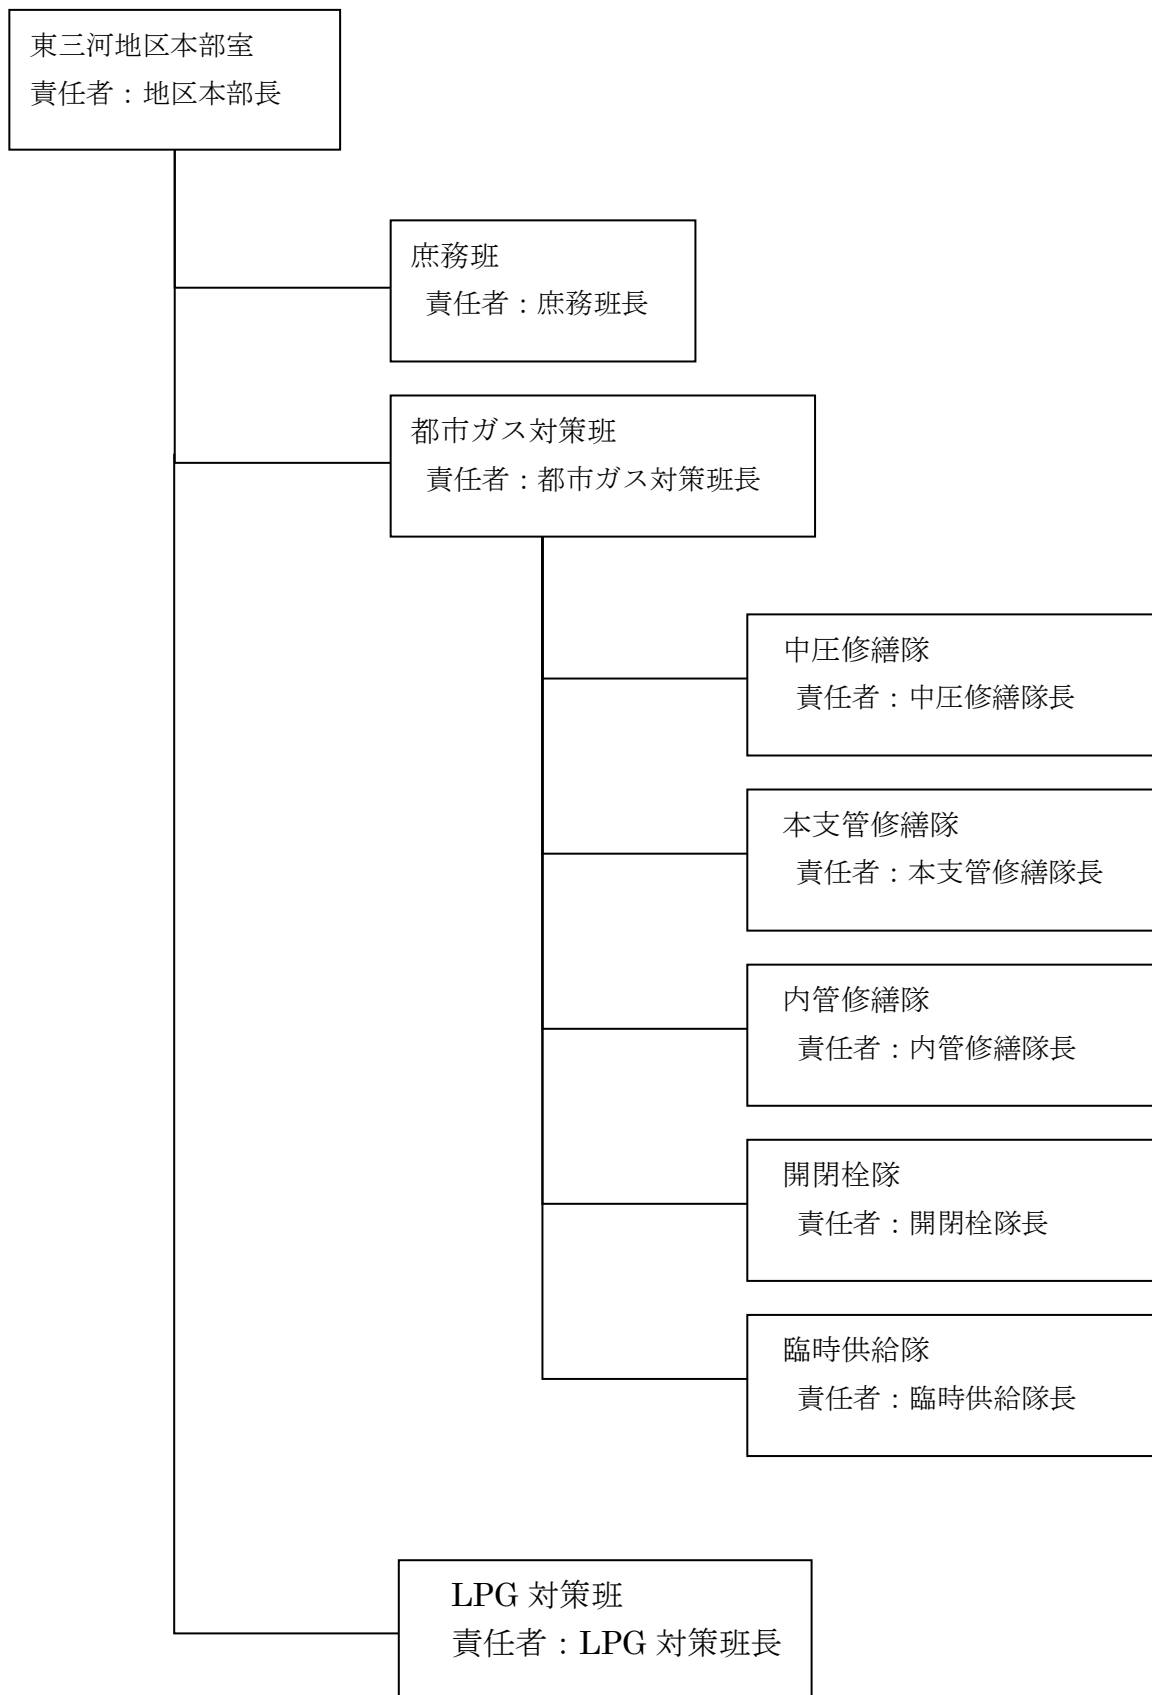 東三河地区本部室
責任者：地区本部長
庶務班
責任者：庶務班長
都市ガス対策班
責任者：都市ガス対策班長
中圧修繕隊
責任者：中圧修繕隊長
本支管修繕隊
責任者：本支管修繕隊長
内管修繕隊
責任者：内管修繕隊長
開閉栓隊
責任者：開閉栓隊長
臨時供給隊
責任者：臨時供給隊長
LPG 対策班
責任者：LPG 対策班長